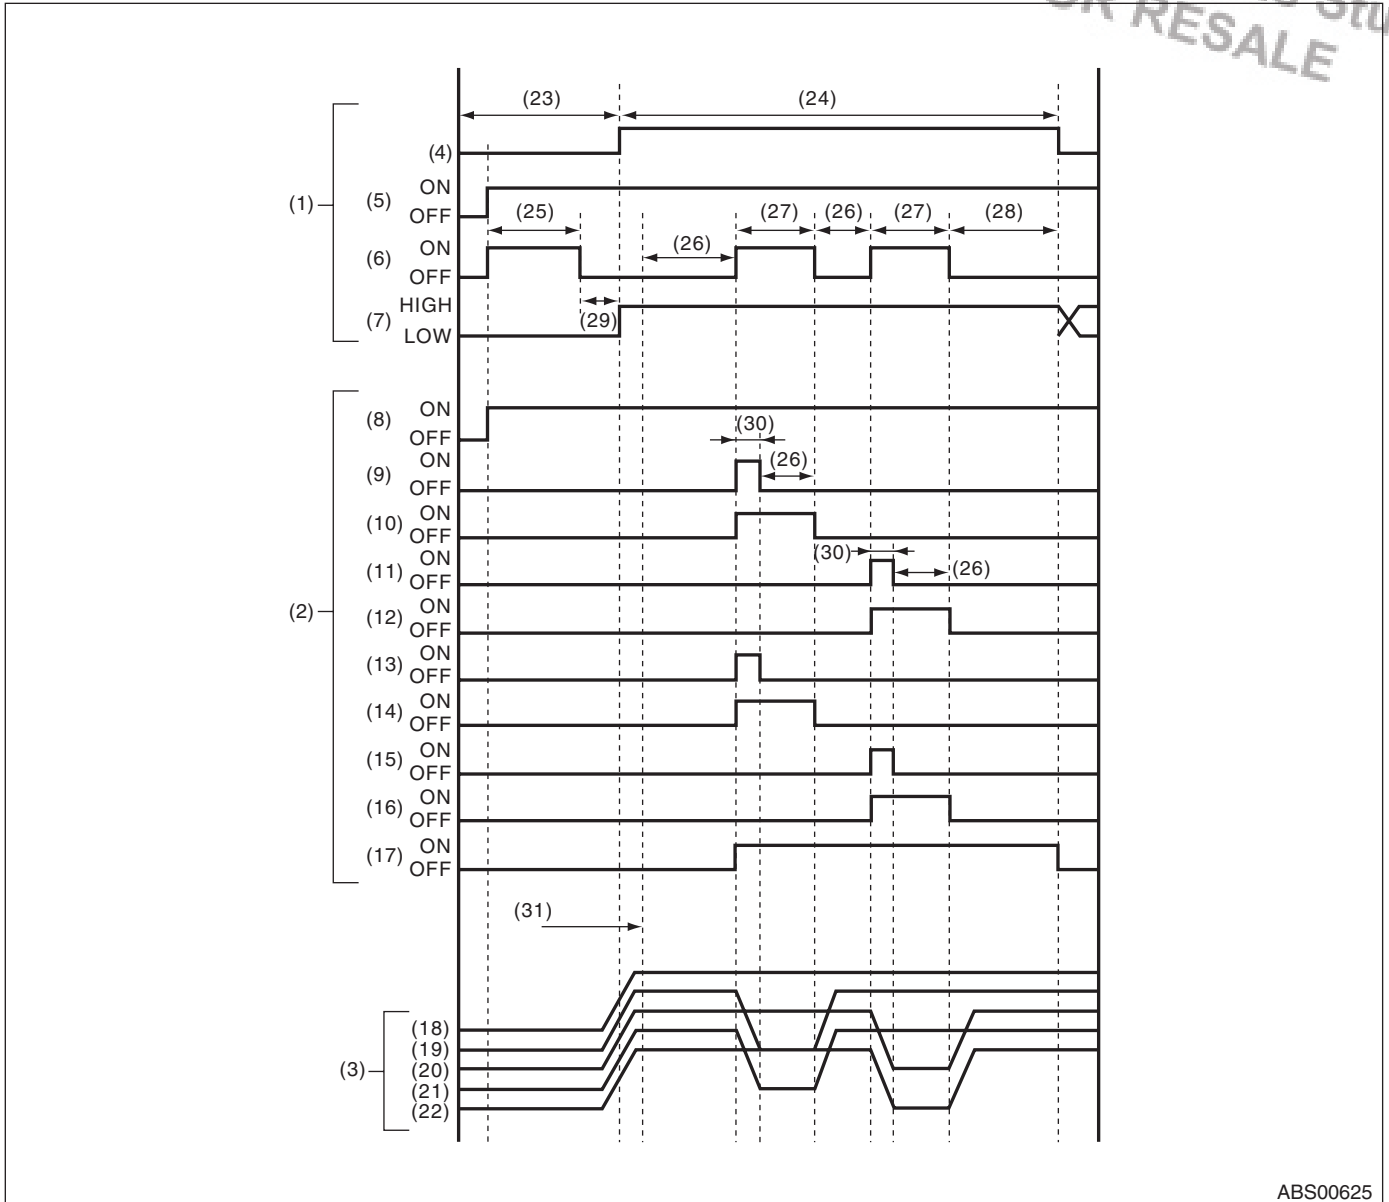 OR RESALE
(23) (24)
(4)
(1)
(5) ON
OFF
(25) (27) (26) (27) (28)
(6) ON
OFF
(26)
(7) HIGH
LOW
(29)
(2)
(8) ON
OFF
(30)
(9) ON
OFF
(26)
(10) ON
OFF
(30)
(11) ON
OFF
(26)
(12) ON
OFF
(13) ON
OFF
(14) ON
OFF
(15) ON
OFF
(16) ON
OFF
(17) ON
OFF
(31)
(3)
(18)
(19)
(20)
(21)
(22)
ABS00625